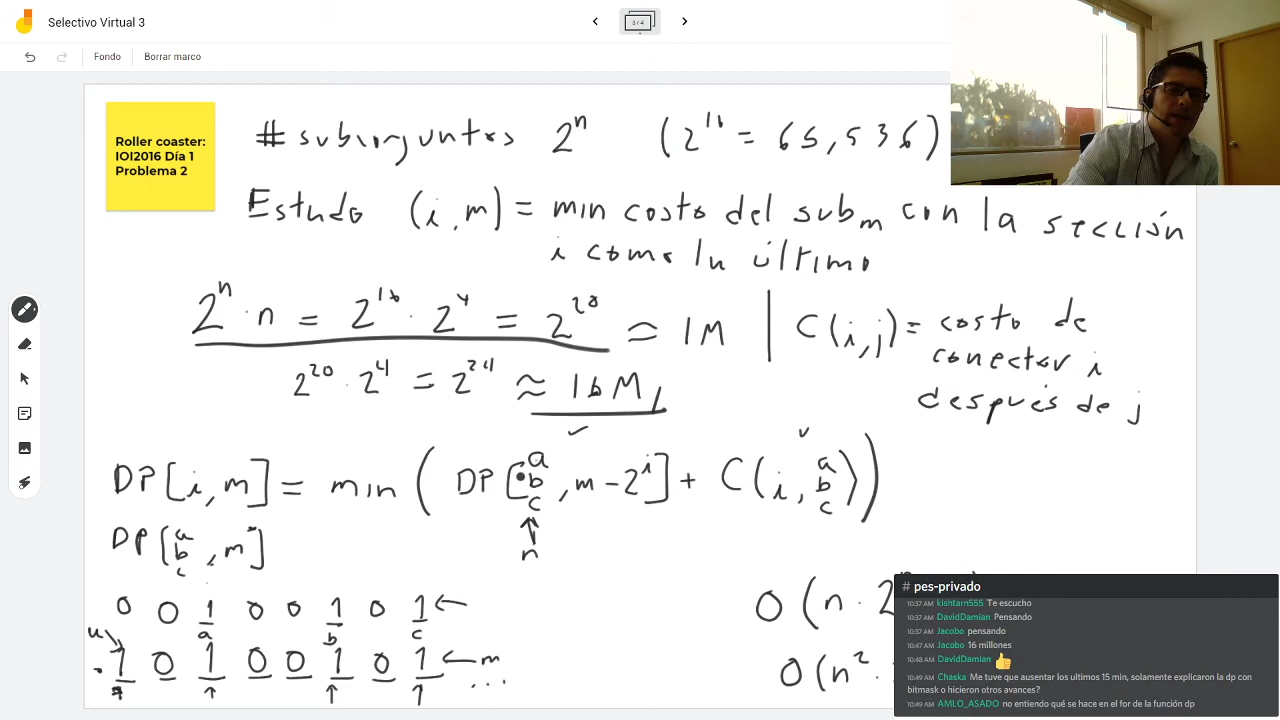 Selectivo Virtual 3
3 / 4
Fondo
Borrar marco
Roller coaster:
IOI2016 Día 1
Problema 2
# subconjuntos 2^n (2^16 = 65,536)
Estado (i,m) = min costo del sub_m con la sección
i como la última
2^n · n = 2^16 · 2^4 = 2^20 ≈ 1M
2^20 · 2^4 = 2^24 ≈ 16M
C(i,j) = costo de
conectar i
después de j
DP[i,m] = min ( DP[a b c, m-2^i] + C(i, a b c))
n
DP[a b c, m]
0 0 1 0 0 1 0 1 ←
a b c
1 0 1 0 0 1 0 1 ← m
...
O(n · 2
O(n^2
# pes-privado
10:37 AM kishtarn555 Te escucho
10:37 AM DavidDamian Pensando
10:37 AM Jacobo pensando
10:47 AM Jacobo 16 millones
10:48 AM DavidDamian 👍
10:49 AM Chaska Me tuve que ausentar los ultimos 15 min, solamente explicaron la dp con
bitmask o hicieron otros avances?
10:49 AM AMLO_ASADO no entiendo qué se hace en el for de la función dp